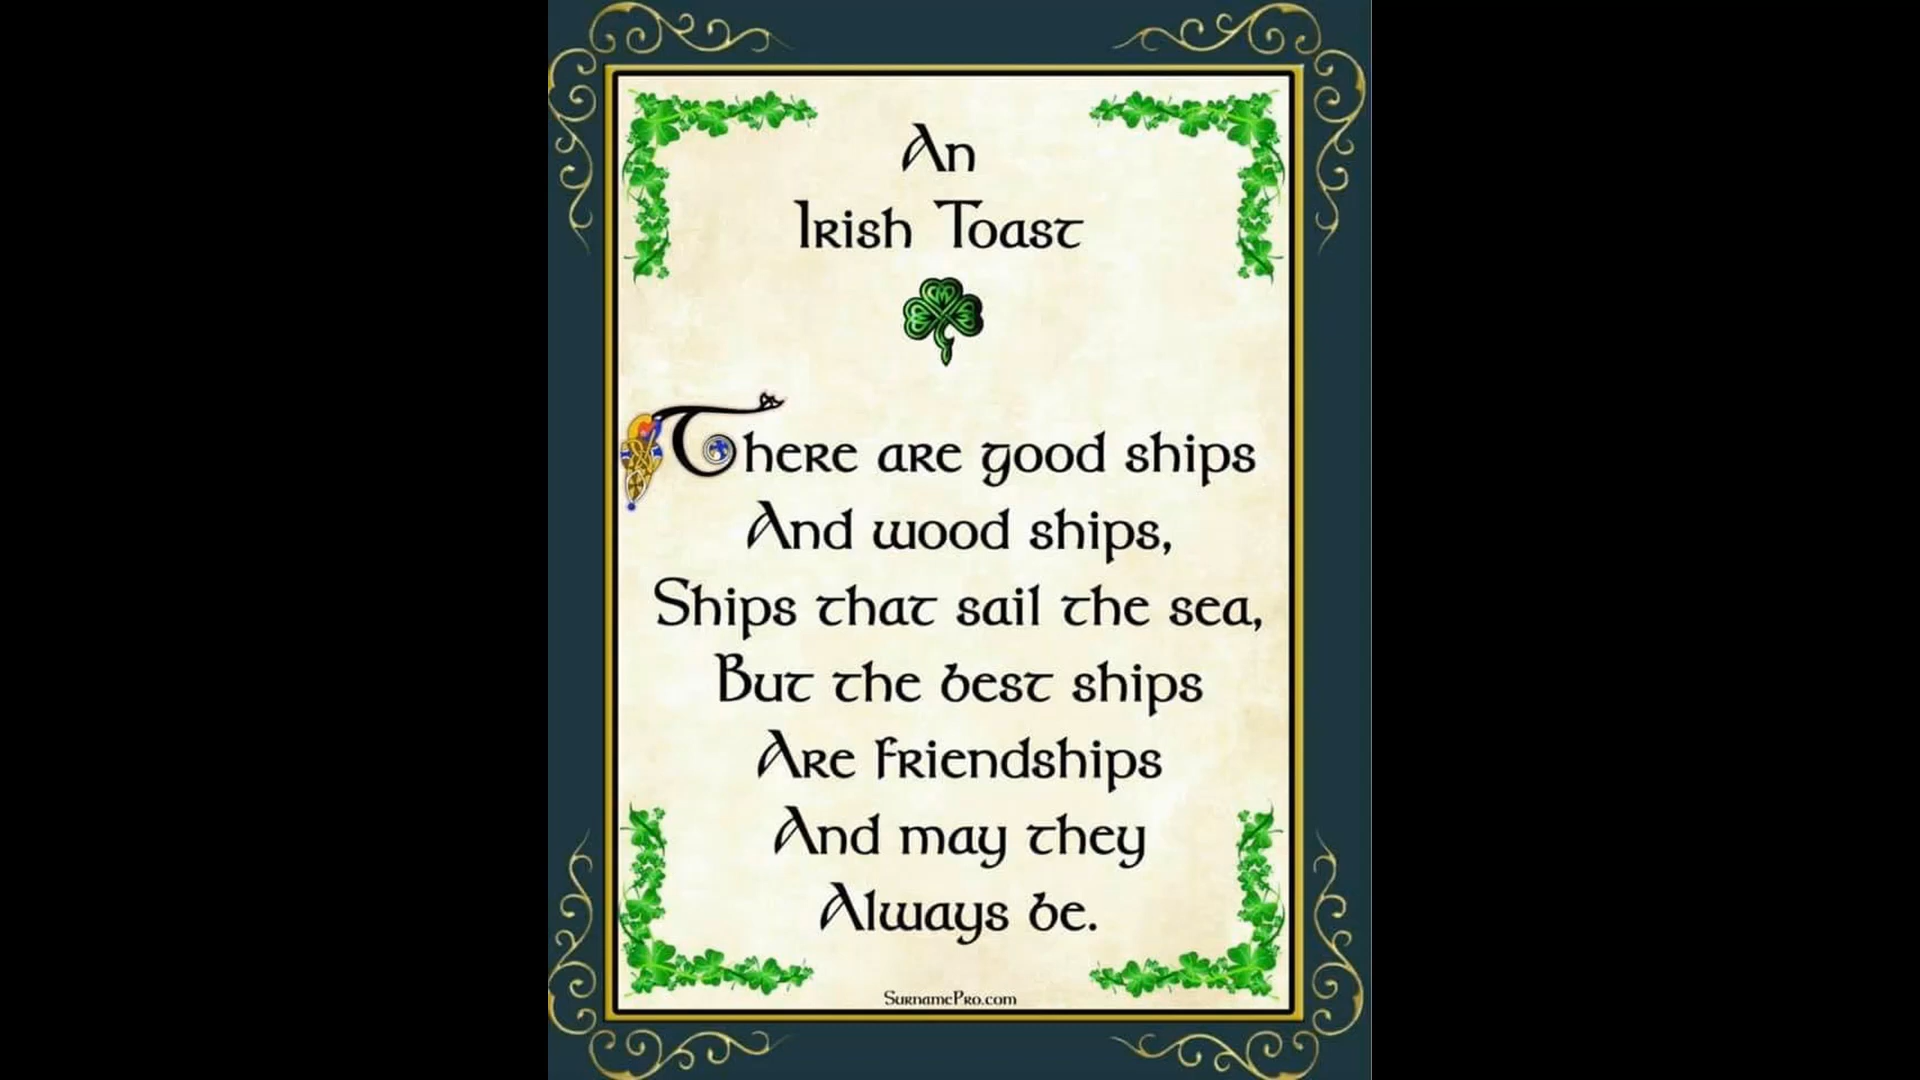 An
Irish Toast
There are good ships
And wood ships,
Ships that sail the sea,
But the best ships
Are friendships
And may they
Always be.
SurnamePro.com